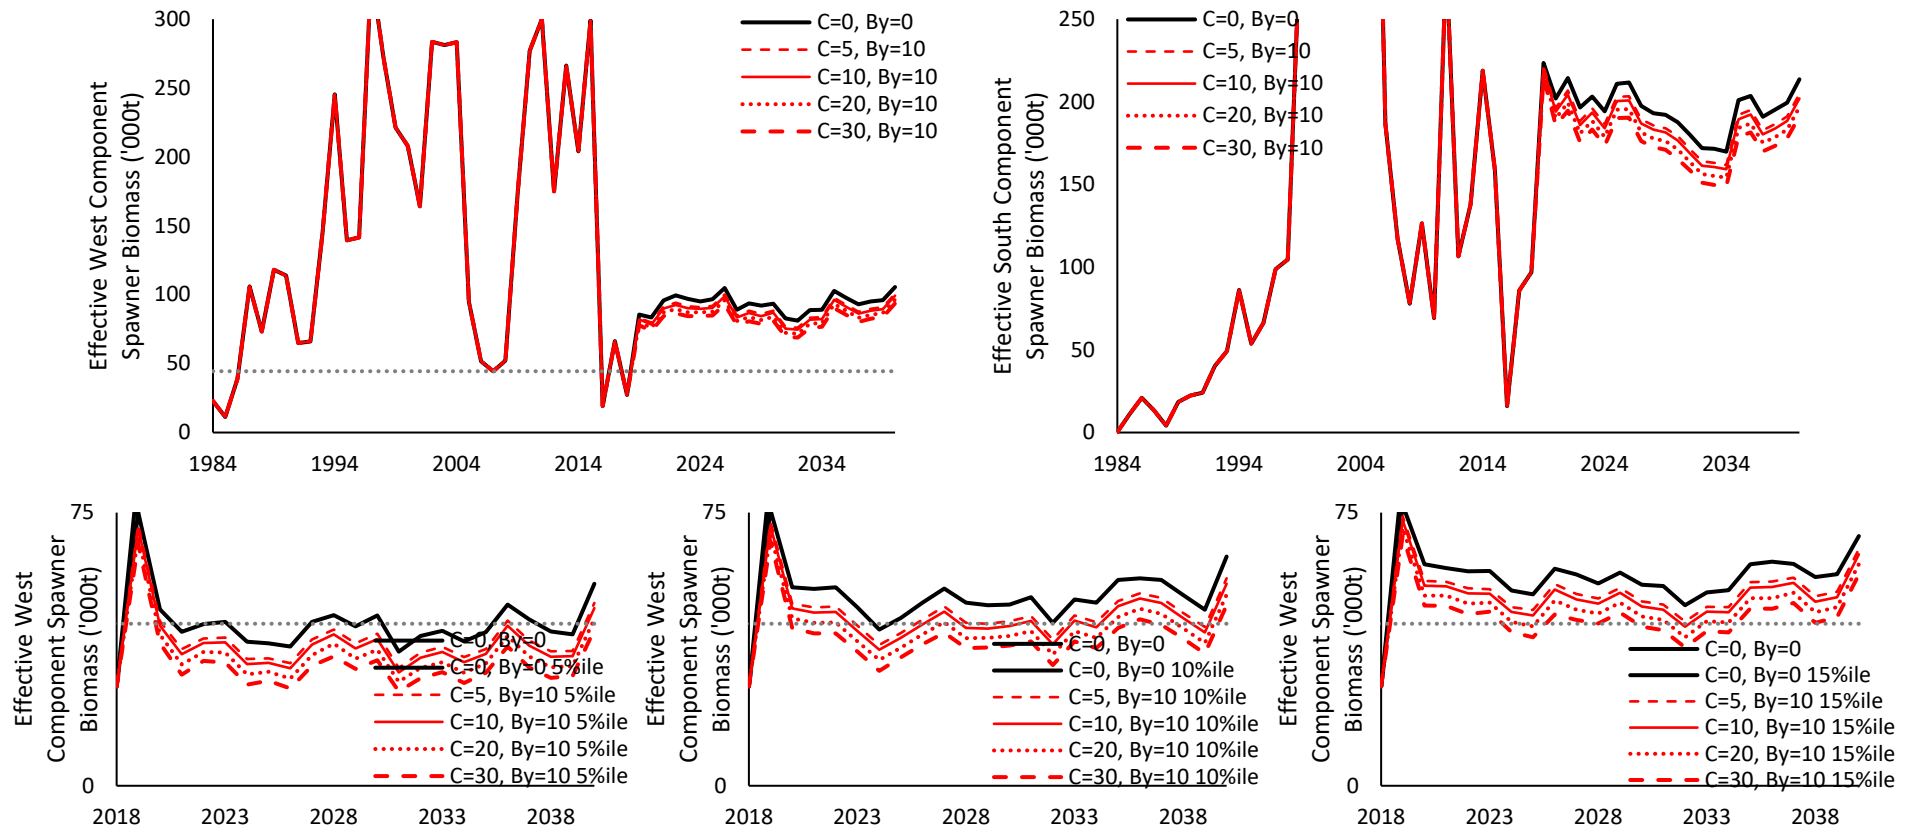 Effective West Component
Spawner Biomass ('000t)
300
250
200
150
100
50
0
1984
1994
2004
2014
2024
2034
C=0, By=0
C=5, By=10
C=10, By=10
C=20, By=10
C=30, By=10
Effective South Component
Spawner Biomass ('000t)
250
200
150
100
50
0
1984
1994
2004
2014
2024
2034
C=0, By=0
C=5, By=10
C=10, By=10
C=20, By=10
C=30, By=10
Effective West
Component Spawner
Biomass ('000t)
75
0
2018
2023
2028
2033
2038
C=0, By=0
C=0, By=0 5%ile
C=5, By=10 5%ile
C=10, By=10 5%ile
C=20, By=10 5%ile
C=30, By=10 5%ile
Effective West
Component Spawner
Biomass ('000t)
75
0
2018
2023
2028
2033
2038
C=0, By=0
C=0, By=0 10%ile
C=5, By=10 10%ile
C=10, By=10 10%ile
C=20, By=10 10%ile
C=30, By=10 10%ile
Effective West
Component Spawner
Biomass ('000t)
75
0
2018
2023
2028
2033
2038
C=0, By=0
C=0, By=0 15%ile
C=5, By=10 15%ile
C=10, By=10 15%ile
C=20, By=10 15%ile
C=30, By=10 15%ile